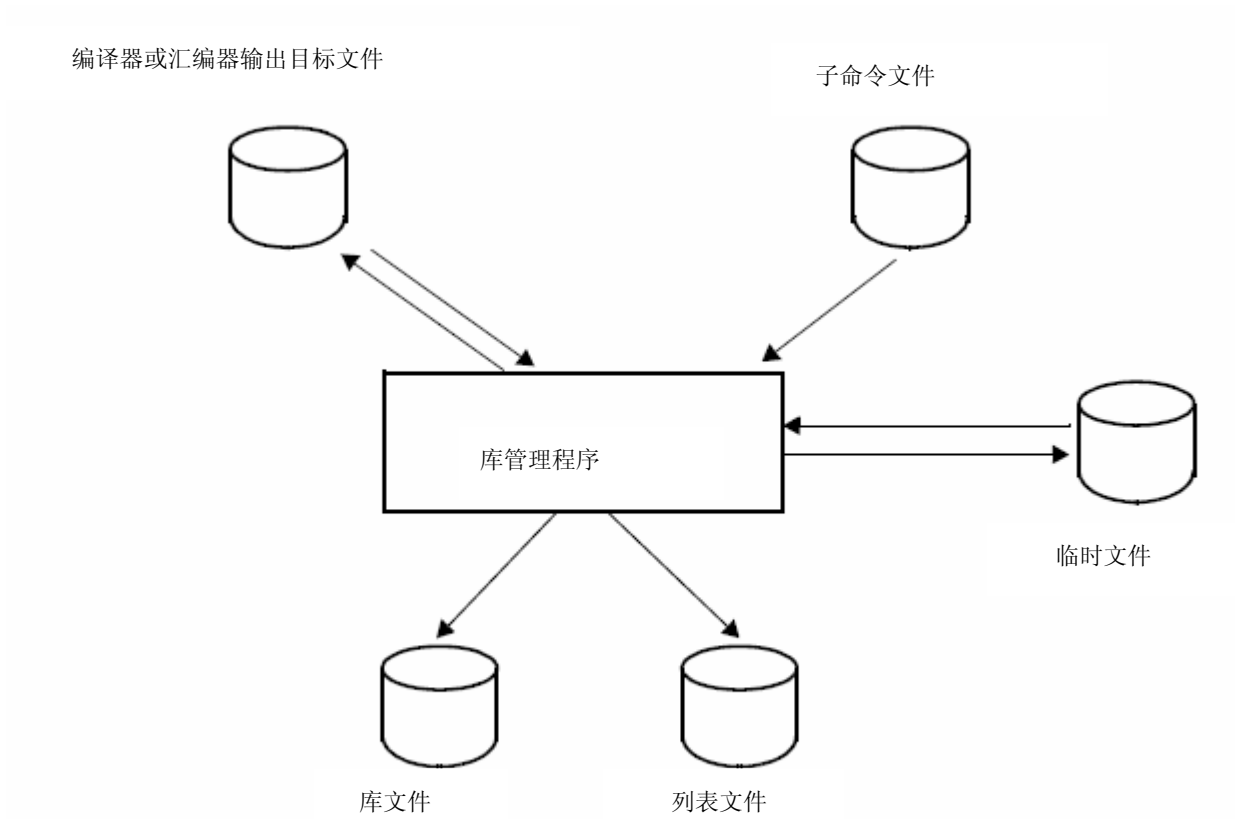 编译器或汇编器输出目标文件
子命令文件
库管理程序
临时文件
库文件
列表文件